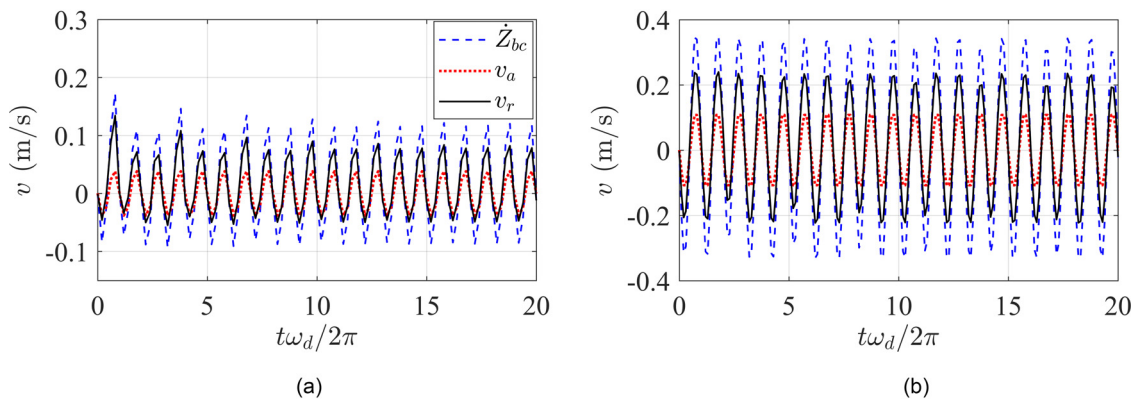 0.3
0.2
0.1
0
-0.1
v (m/s)
Ż_bc
v_a
v_r
0 5 10 15 20
tω_d/2π
(a)
0.4
0.2
0
-0.2
-0.4
v (m/s)
0 5 10 15 20
tω_d/2π
(b)